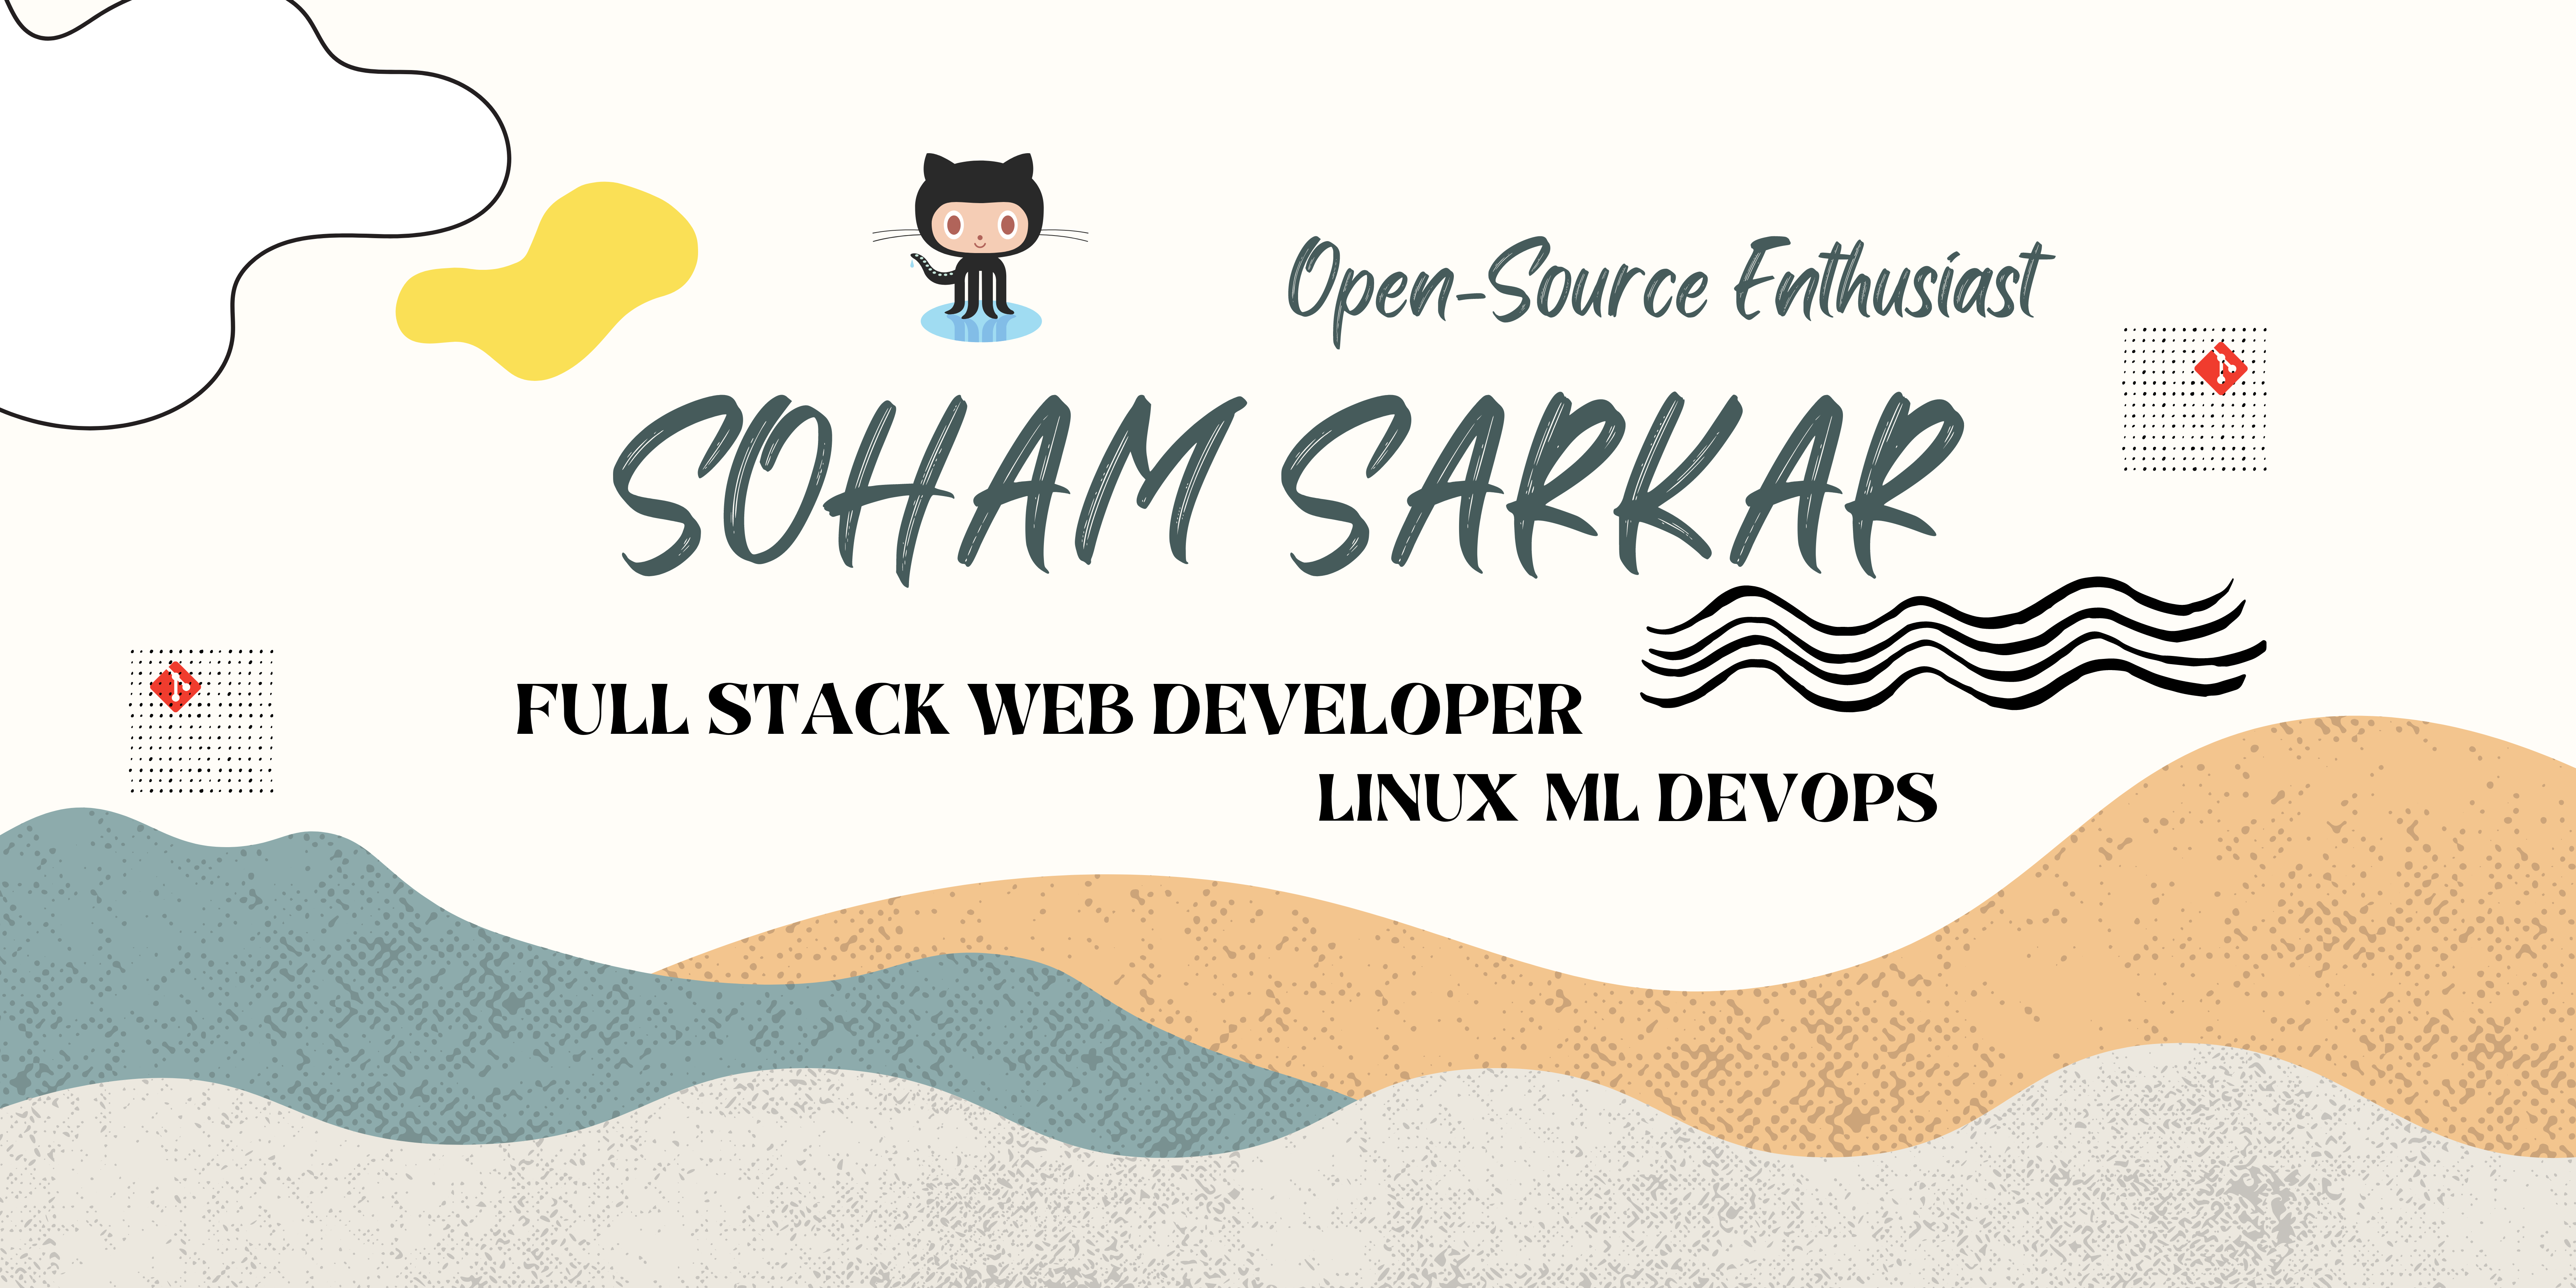 Open-Source Enthusiast
SOHAM SARKAR
FULL STACK WEB DEVELOPER
LINUX ML DEVOPS